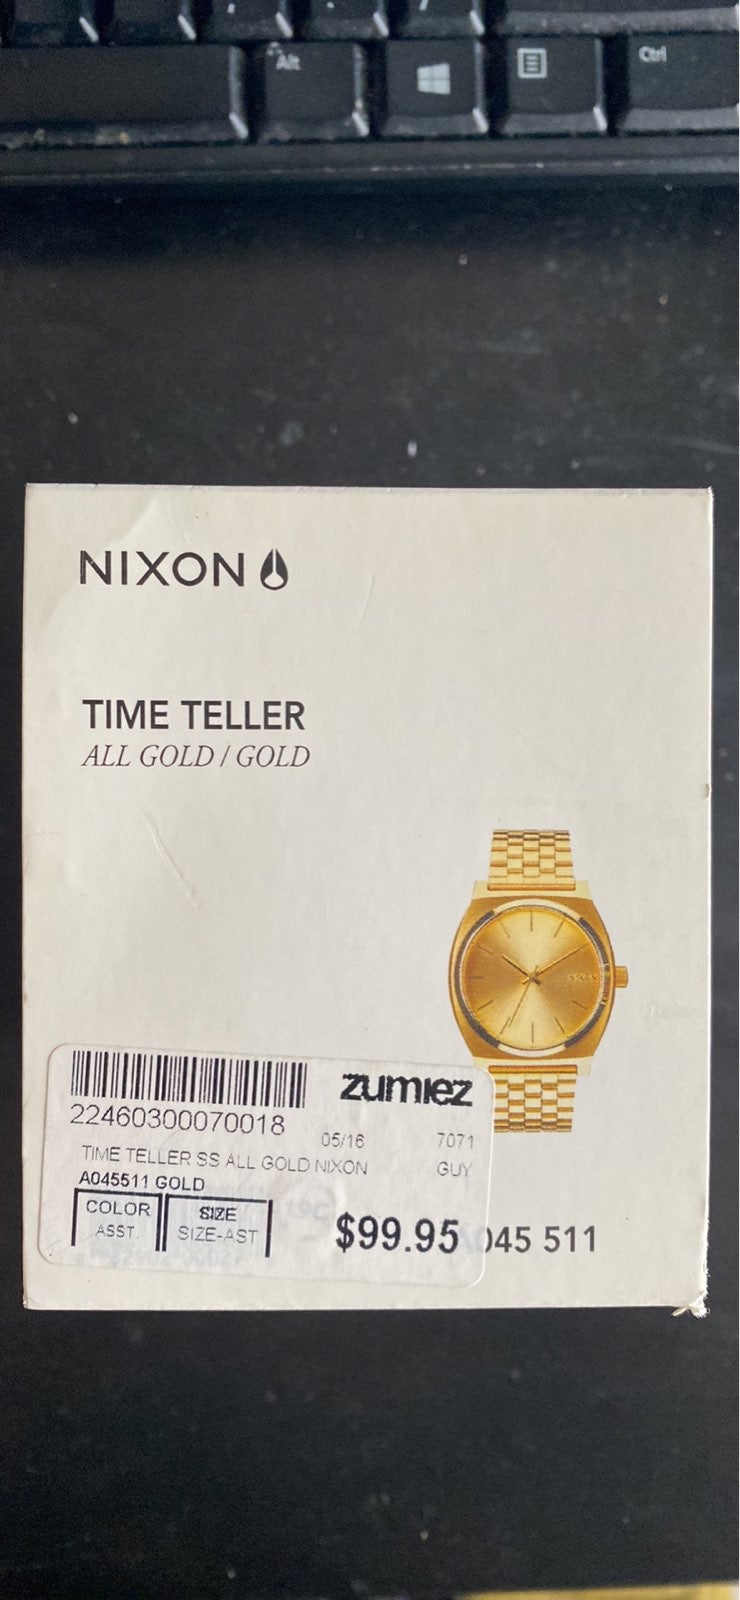 Alt
Ctrl
NIXON
TIME TELLER
ALL GOLD / GOLD
NIXON
zumiez
22460300070018
05/16 7071
TIME TELLER SS ALL GOLD NIXON GUY
A045511 GOLD
COLOR SIZE
ASST. SIZE-AST
$99.95
045 511